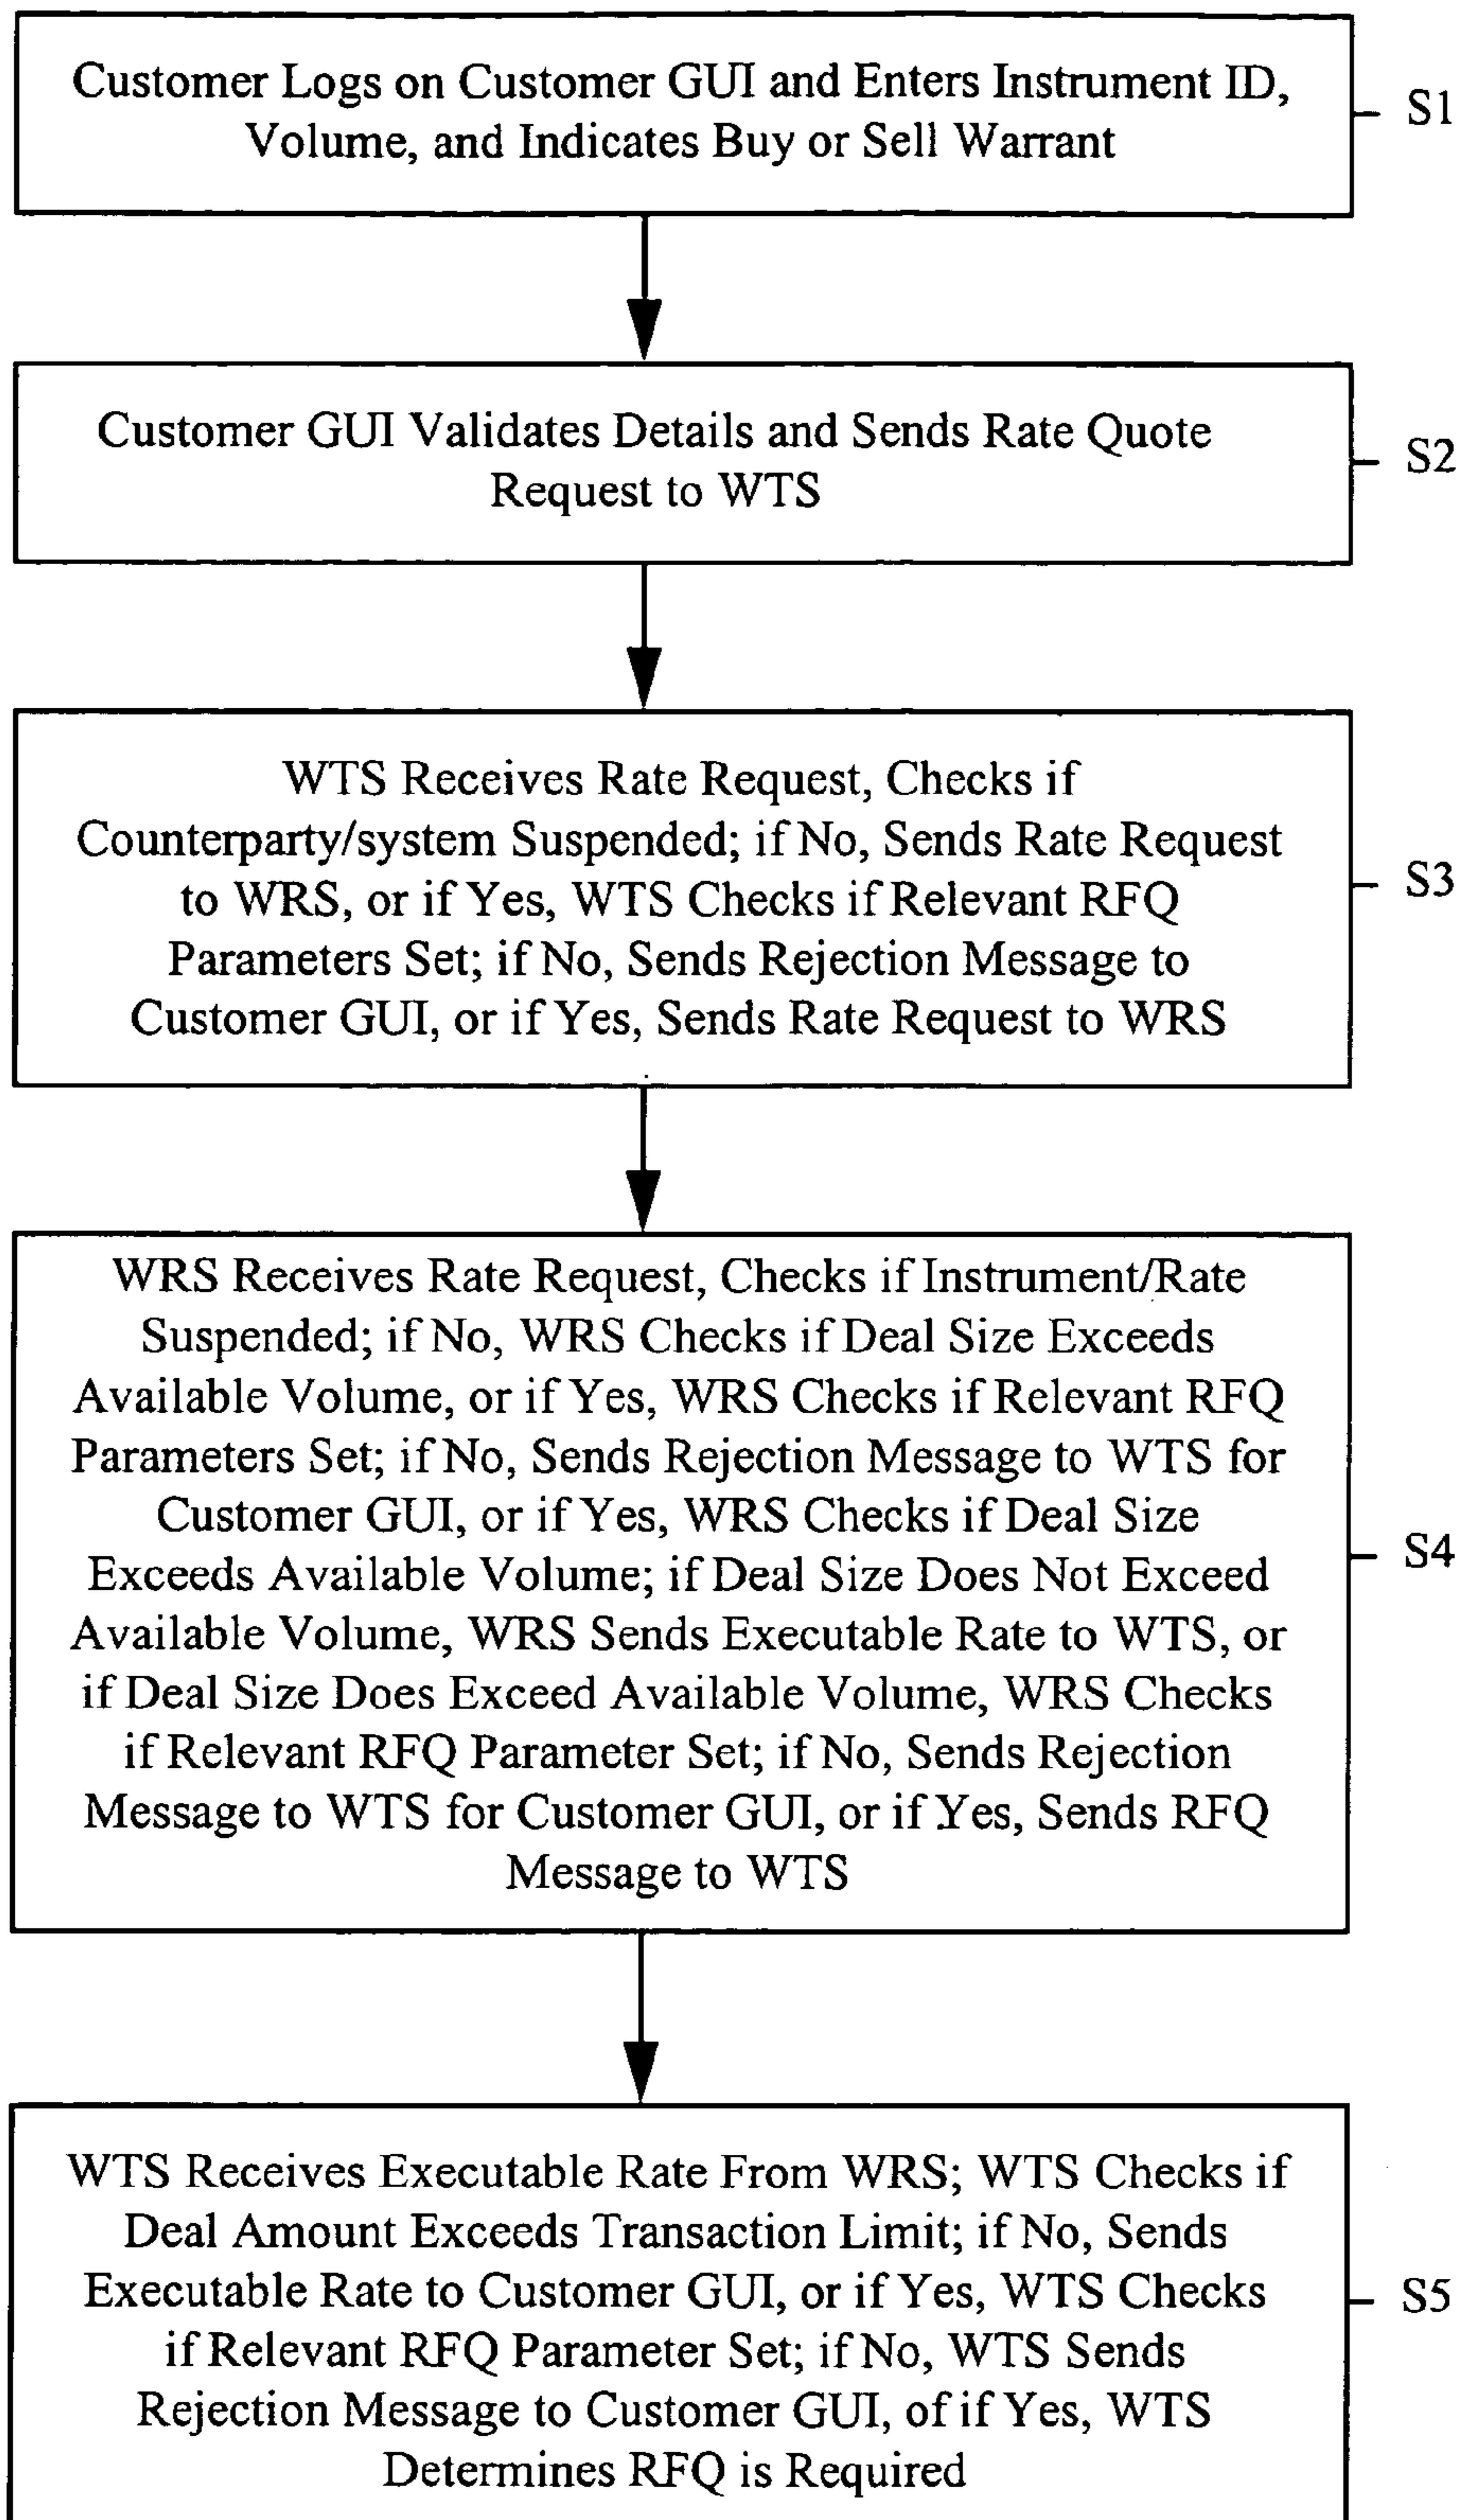 Customer Logs on Customer GUI and Enters Instrument ID,
Volume, and Indicates Buy or Sell Warrant
S1
Customer GUI Validates Details and Sends Rate Quote
Request to WTS
S2
WTS Receives Rate Request, Checks if
Counterparty/system Suspended; if No, Sends Rate Request
to WRS, or if Yes, WTS Checks if Relevant RFQ
Parameters Set; if No, Sends Rejection Message to
Customer GUI, or if Yes, Sends Rate Request to WRS
S3
WRS Receives Rate Request, Checks if Instrument/Rate
Suspended; if No, WRS Checks if Deal Size Exceeds
Available Volume, or if Yes, WRS Checks if Relevant RFQ
Parameters Set; if No, Sends Rejection Message to WTS for
Customer GUI, or if Yes, WRS Checks if Deal Size
Exceeds Available Volume; if Deal Size Does Not Exceed
Available Volume, WRS Sends Executable Rate to WTS, or
if Deal Size Does Exceed Available Volume, WRS Checks
if Relevant RFQ Parameter Set; if No, Sends Rejection
Message to WTS for Customer GUI, or if Yes, Sends RFQ
Message to WTS
S4
WTS Receives Executable Rate From WRS; WTS Checks if
Deal Amount Exceeds Transaction Limit; if No, Sends
Executable Rate to Customer GUI, or if Yes, WTS Checks
if Relevant RFQ Parameter Set; if No, WTS Sends
Rejection Message to Customer GUI, of if Yes, WTS
Determines RFQ is Required
S5